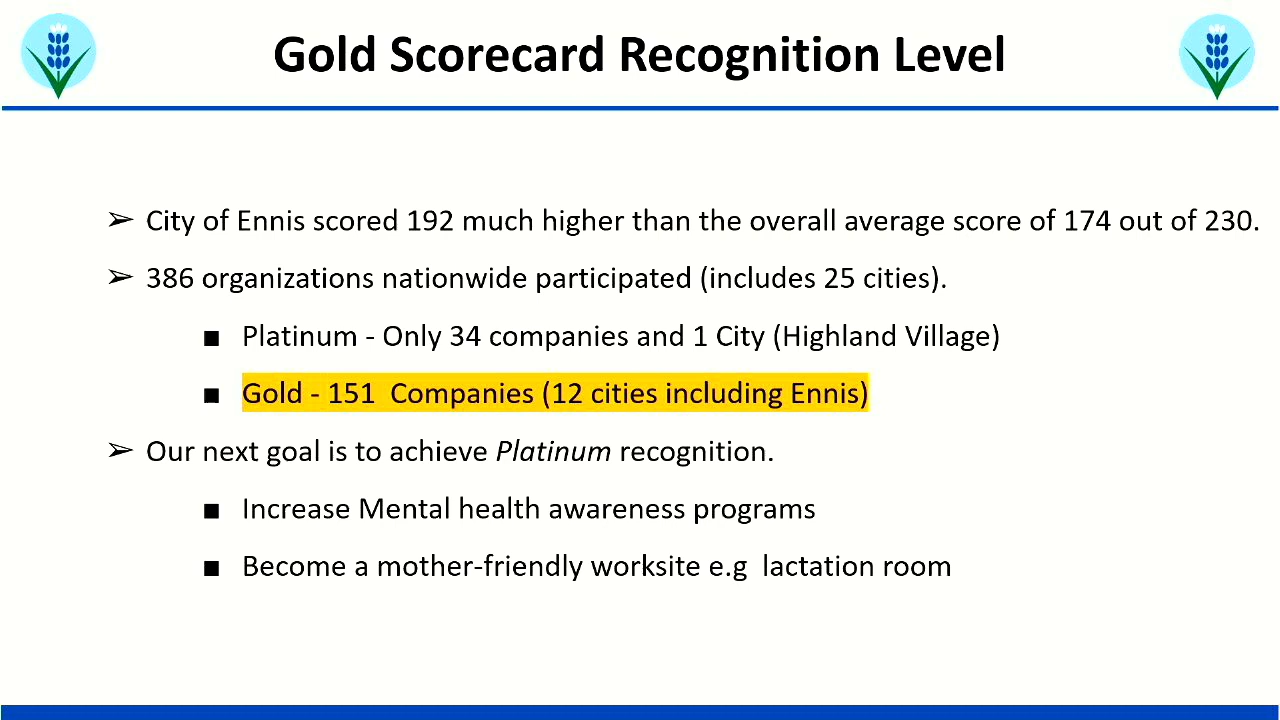 Gold Scorecard Recognition Level
➢ City of Ennis scored 192 much higher than the overall average score of 174 out of 230.
➢ 386 organizations nationwide participated (includes 25 cities).
▪ Platinum - Only 34 companies and 1 City (Highland Village)
▪ Gold - 151  Companies (12 cities including Ennis)
➢ Our next goal is to achieve Platinum recognition.
▪ Increase Mental health awareness programs
▪ Become a mother-friendly worksite e.g  lactation room